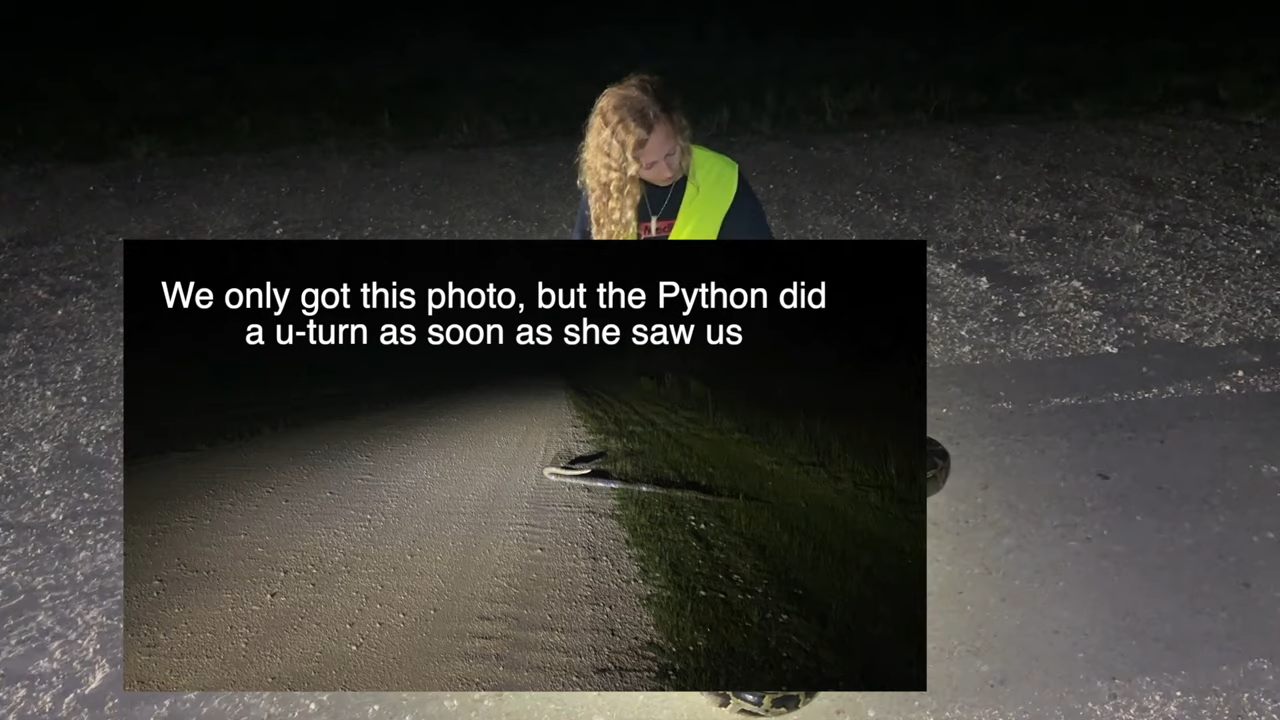 We only got this photo, but the Python did
a u-turn as soon as she saw us